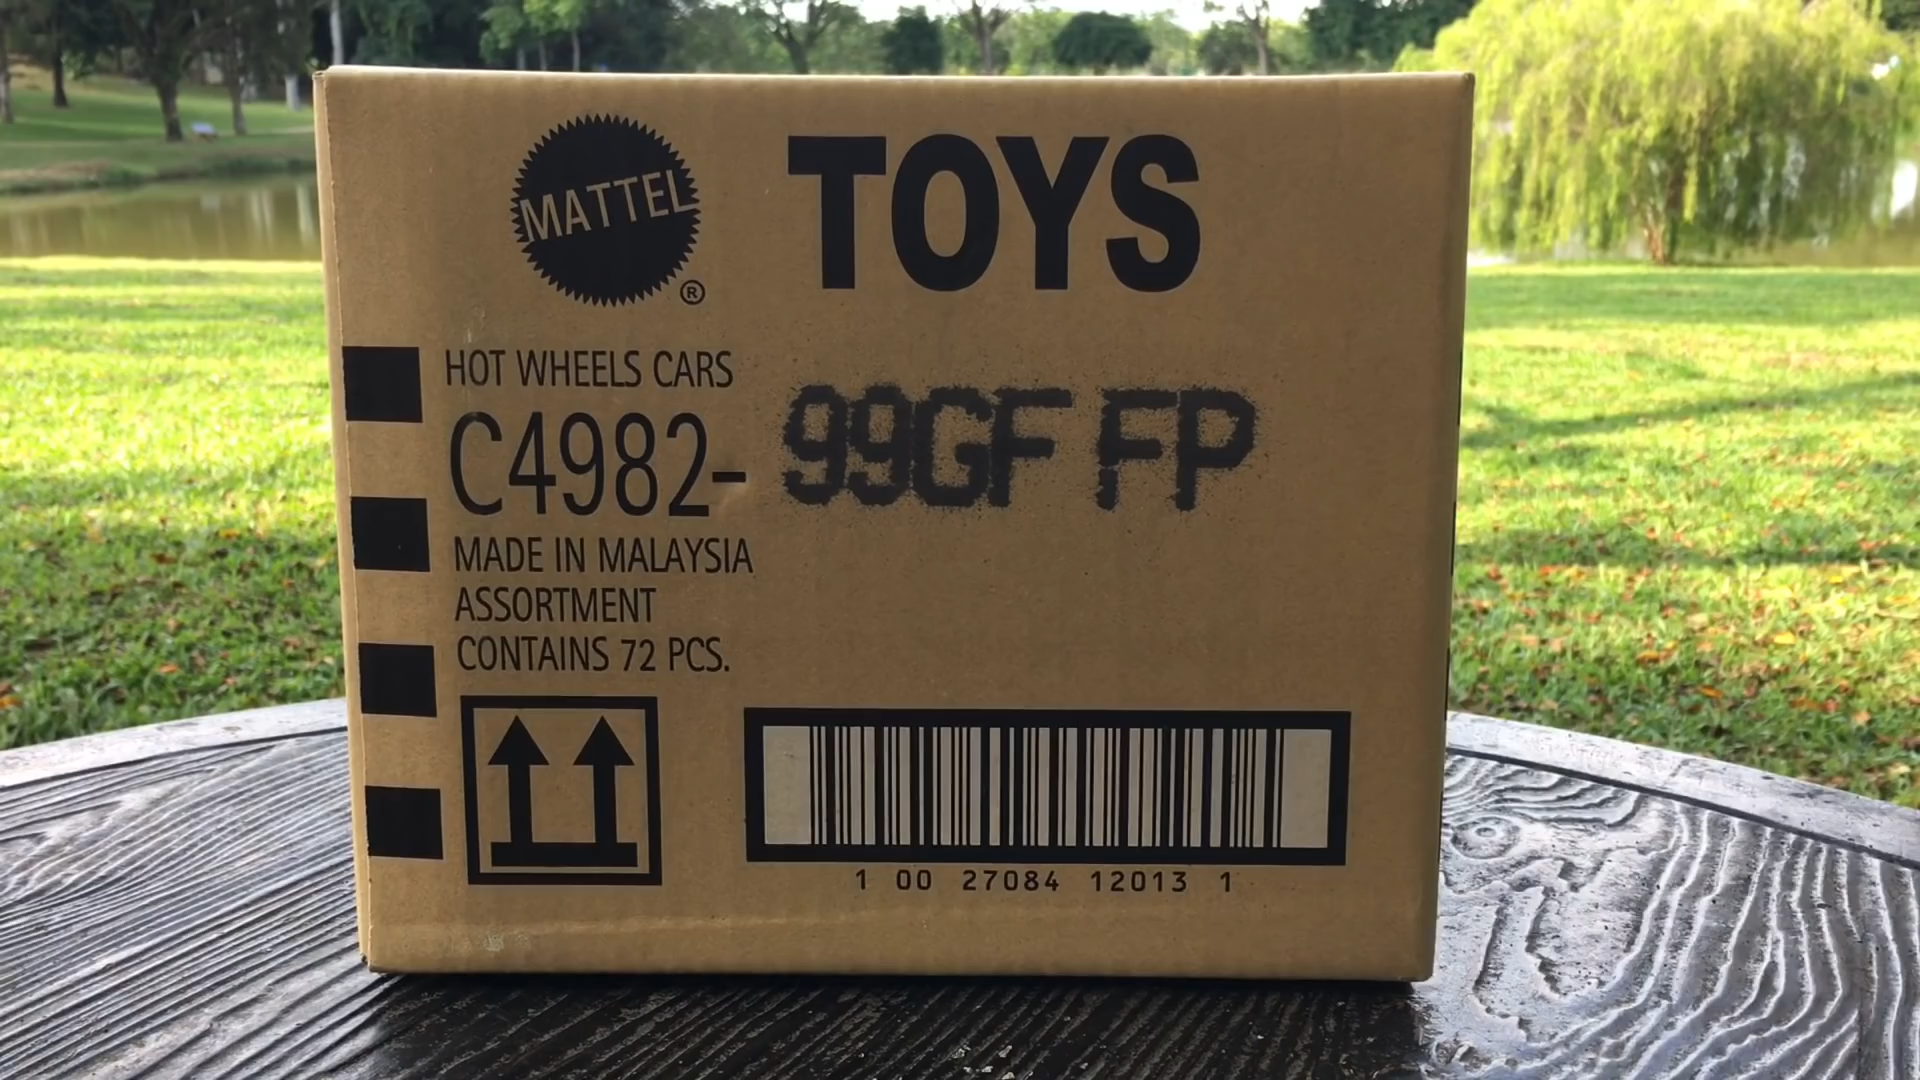 MATTEL ® TOYS
HOT WHEELS CARS
C4982- 99GF FP
MADE IN MALAYSIA
ASSORTMENT
CONTAINS 72 PCS.
1 00 27084 12013 1